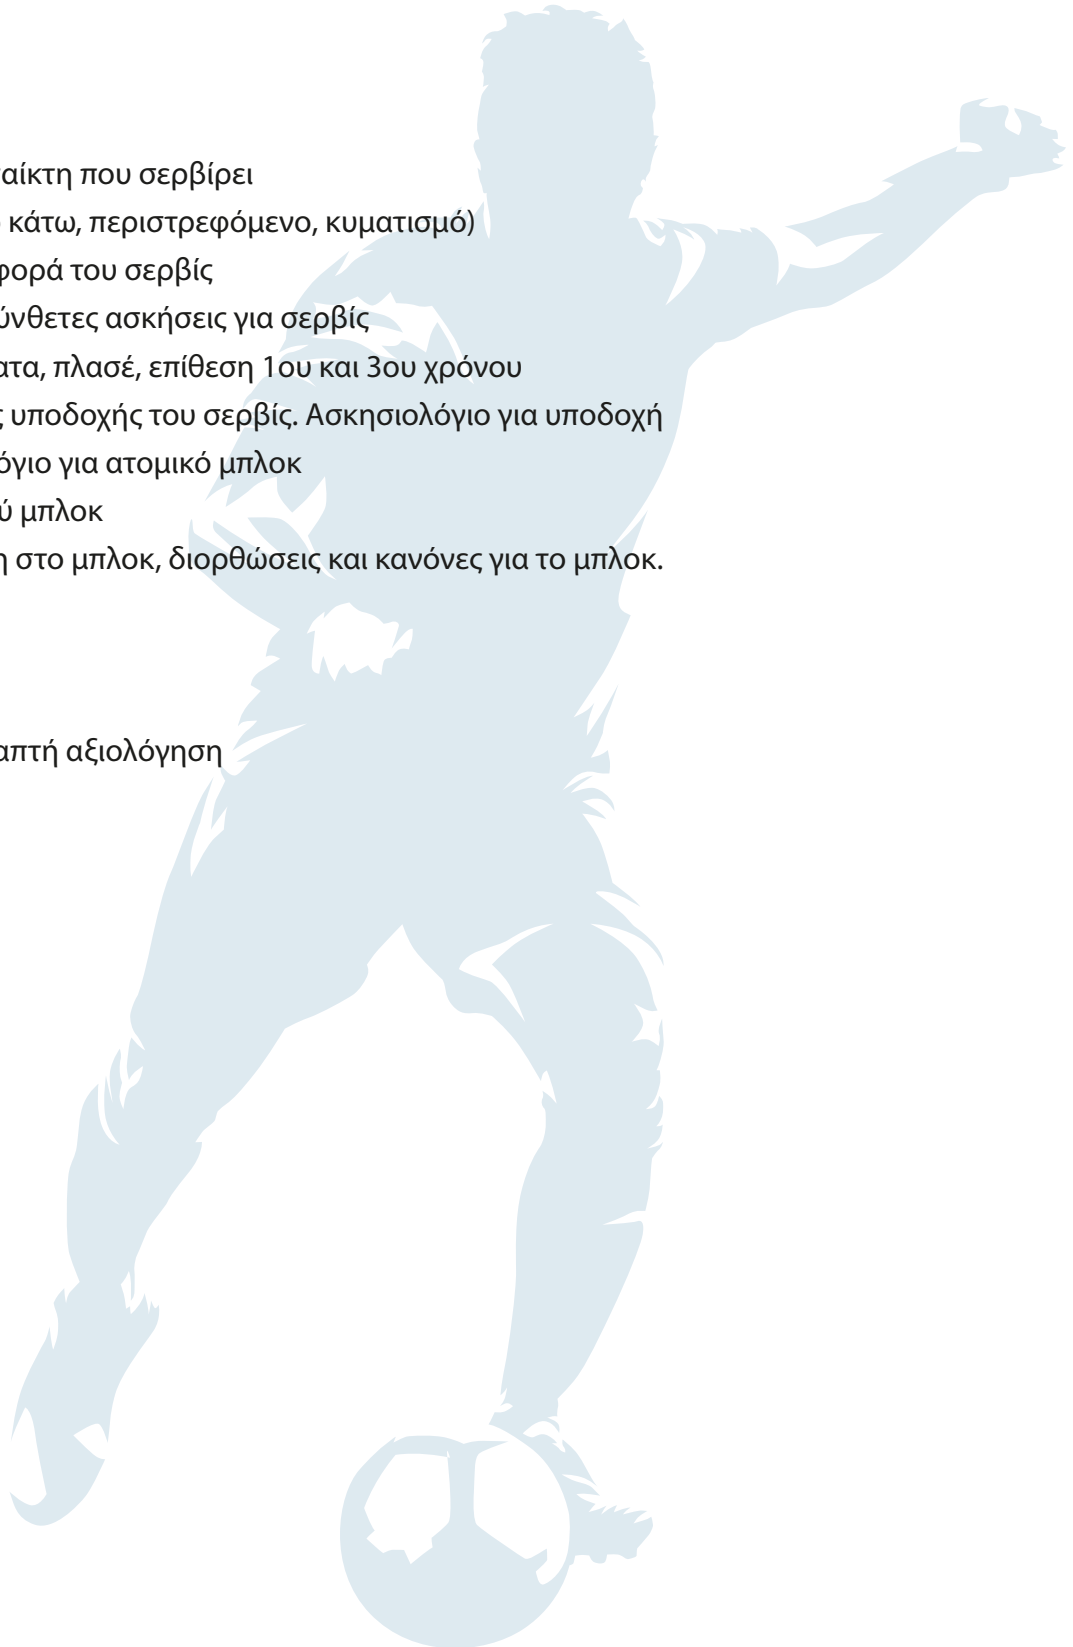 αίκτη που σερβίρει
κάτω, περιστρεφόμενο, κυματισμό)
φορά του σερβίς
ύνθετες ασκήσεις για σερβίς
ατα, πλασέ, επίθεση 1ου και 3ου χρόνου
ς υποδοχής του σερβίς. Ασκησιολόγιο για υποδοχή
όγιο για ατομικό μπλοκ
ύ μπλοκ
η στο μπλοκ, διορθώσεις και κανόνες για το μπλοκ.
απτή αξιολόγηση